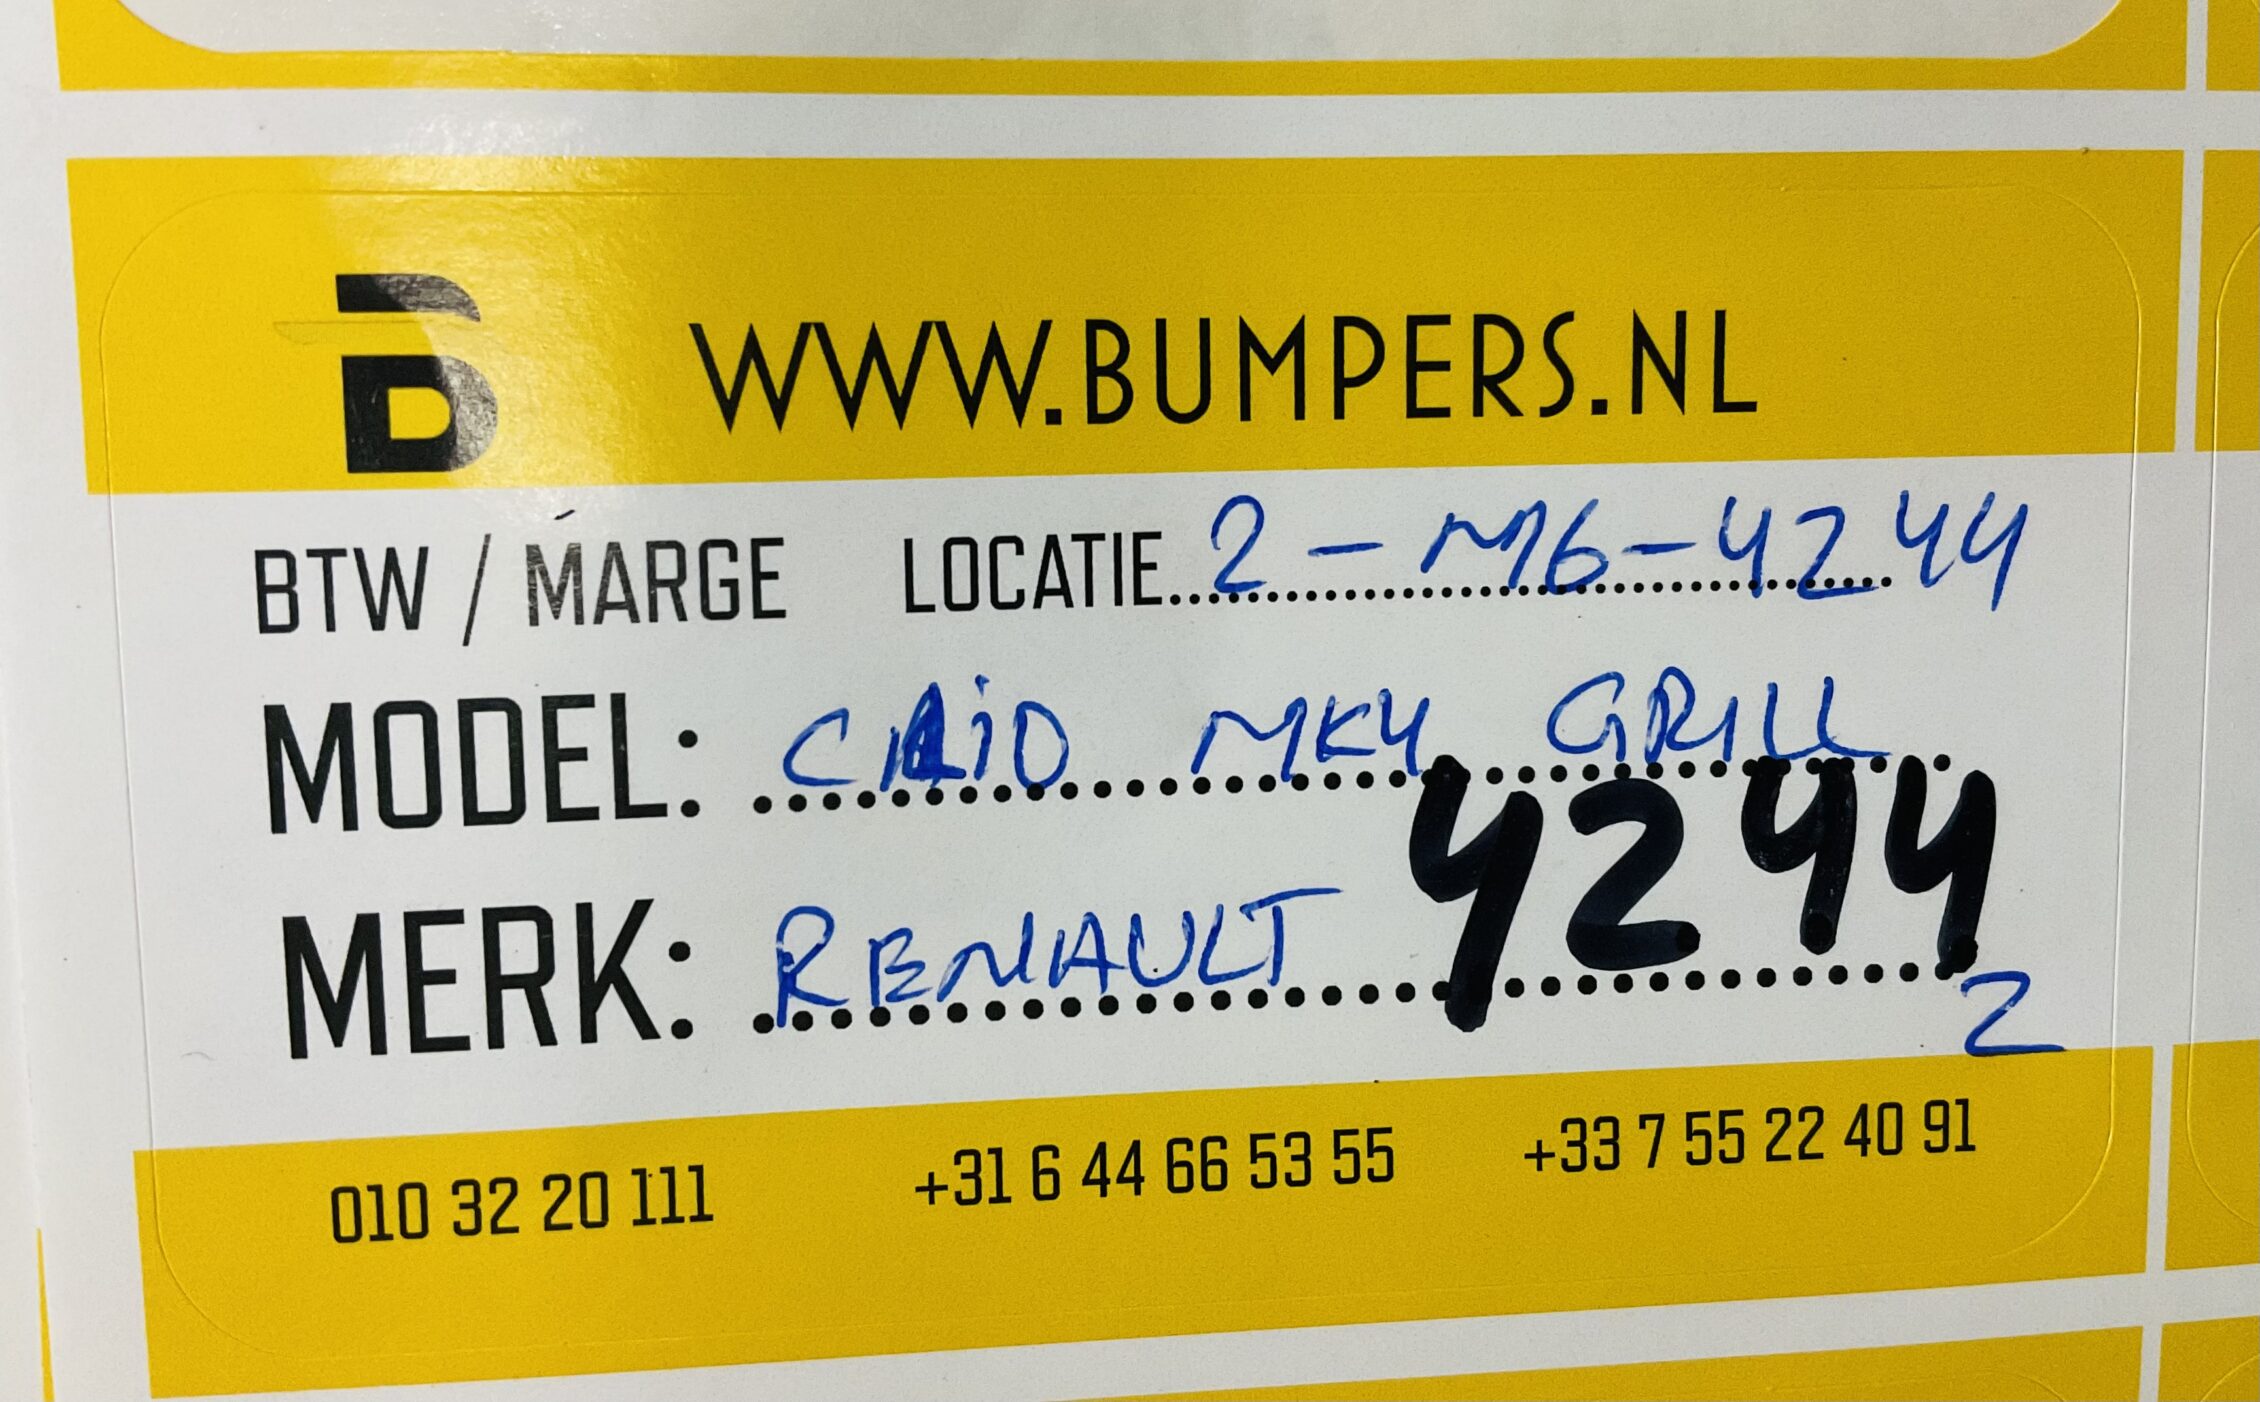 B WWW.BUMPERS.NL
BTW / MARGE LOCATIE 2-M6-4244
MODEL: CLIO MK4 GRILL
4244
MERK: RENAULT
2
010 32 20 111 +31 6 44 66 53 55 +33 7 55 22 40 91